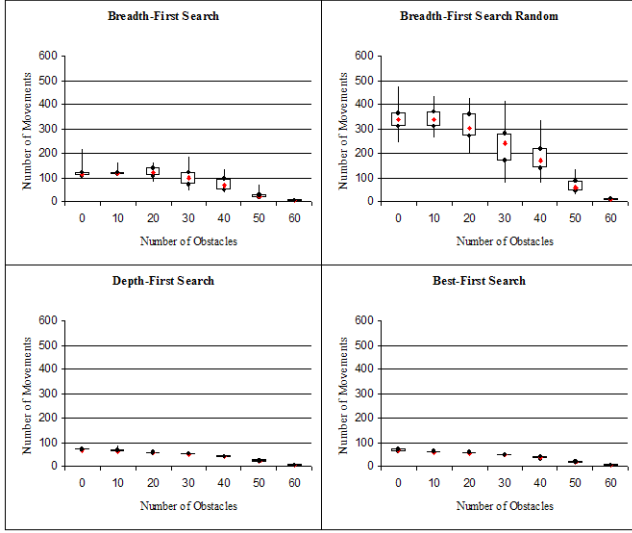 Breadth-First Search
Number of Movements
600
500
400
300
200
100
0
0 10 20 30 40 50 60
Number of Obstacles
Breadth-First Search Random
Number of Movements
600
500
400
300
200
100
0
0 10 20 30 40 50 60
Number of Obstacles
Depth-First Search
Number of Movements
600
500
400
300
200
100
0
0 10 20 30 40 50 60
Number of Obstacles
Best-First Search
Number of Movements
600
500
400
300
200
100
0
0 10 20 30 40 50 60
Number of Obstacles